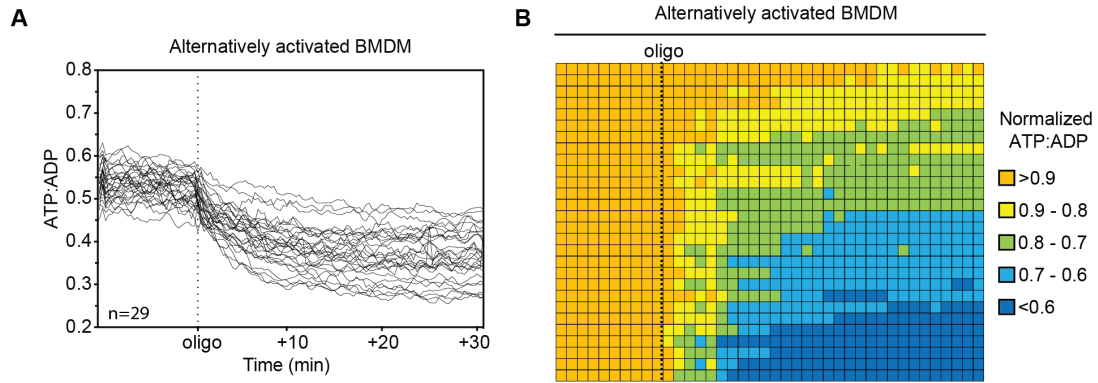 A
Alternatively activated BMDM
ATP:ADP
0.8
0.7
0.6
0.5
0.4
0.3
0.2
n=29
oligo
+10
+20
+30
Time (min)
B
Alternatively activated BMDM
oligo
Normalized
ATP:ADP
>0.9
0.9 - 0.8
0.8 - 0.7
0.7 - 0.6
<0.6